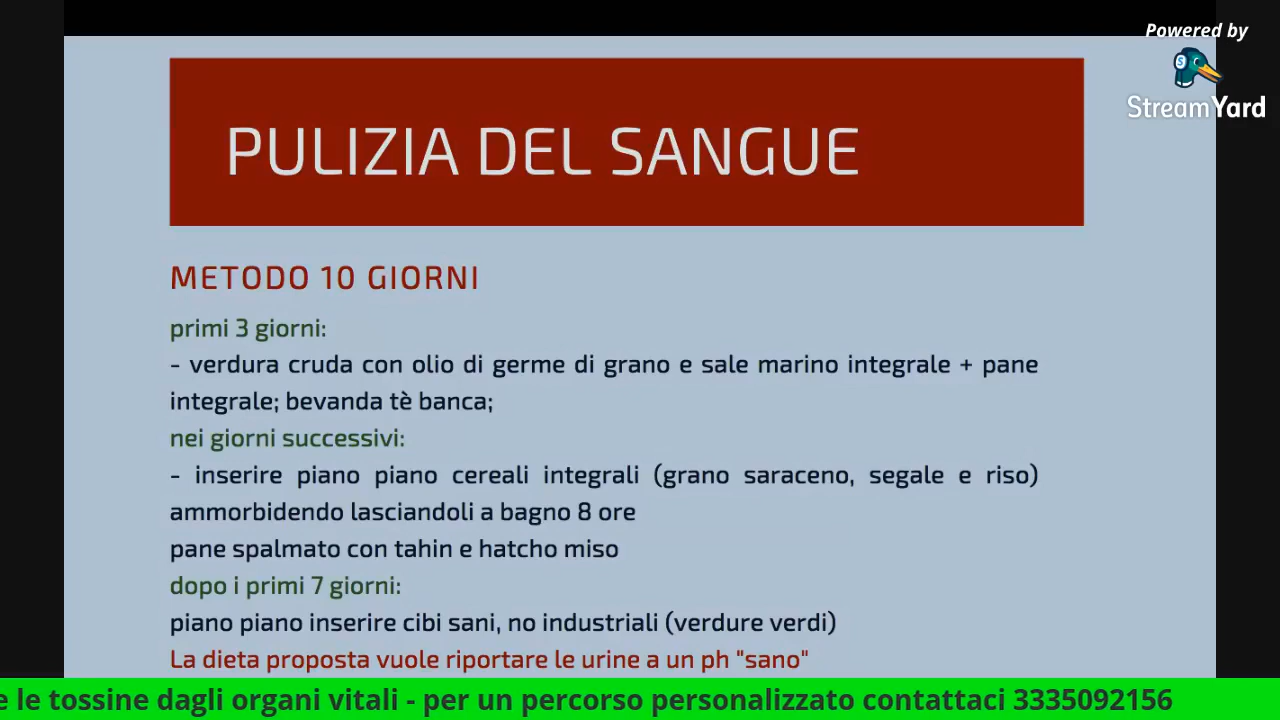 Powered by
StreamYard
PULIZIA DEL SANGUE
METODO 10 GIORNI
primi 3 giorni:
- verdura cruda con olio di germe di grano e sale marino integrale + pane
integrale; bevanda tè banca;
nei giorni successivi:
- inserire piano piano cereali integrali (grano saraceno, segale e riso)
ammorbidendo lasciandoli a bagno 8 ore
pane spalmato con tahin e hatcho miso
dopo i primi 7 giorni:
piano piano inserire cibi sani, no industriali (verdure verdi)
La dieta proposta vuole riportare le urine a un ph "sano"
e le tossine dagli organi vitali - per un percorso personalizzato contattaci 3335092156